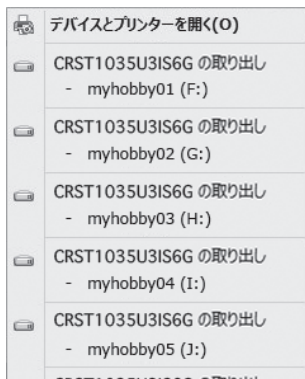 デバイスとプリンターを開く(O)
CRST1035U3IS6G の取り出し
- myhobby01 (F:)
CRST1035U3IS6G の取り出し
- myhobby02 (G:)
CRST1035U3IS6G の取り出し
- myhobby03 (H:)
CRST1035U3IS6G の取り出し
- myhobby04 (I:)
CRST1035U3IS6G の取り出し
- myhobby05 (J:)